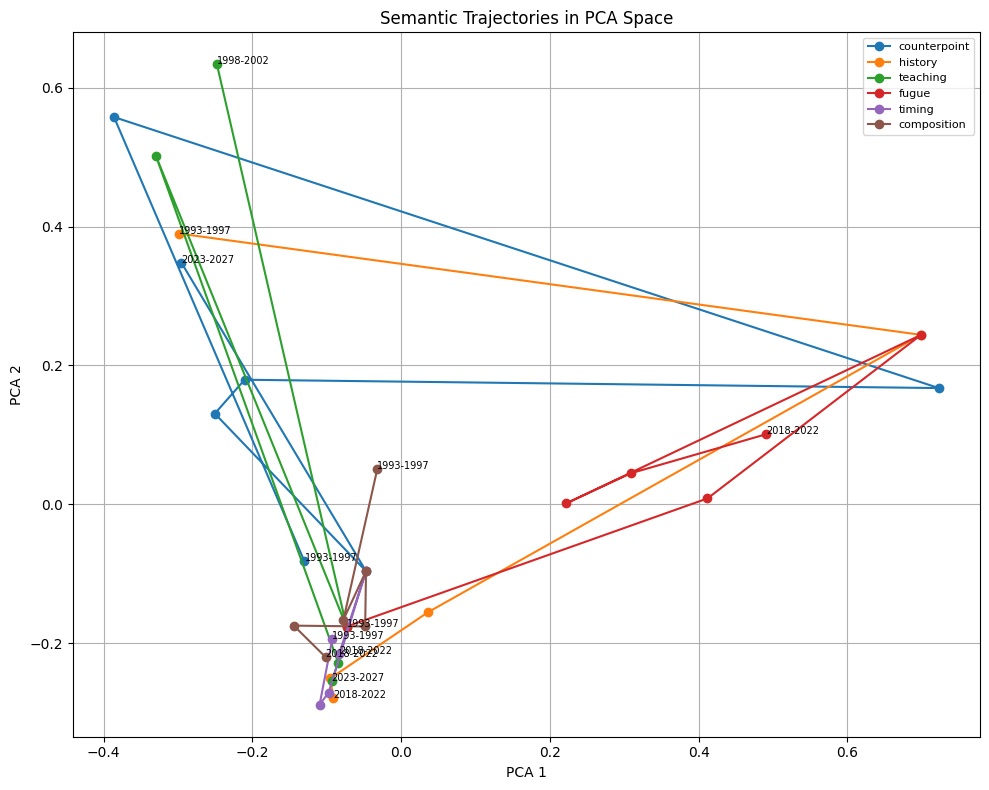 Semantic Trajectories in PCA Space
counterpoint
history
teaching
fugue
timing
composition
1998-2002
1993-1997
2023-2027
2018-2022
1993-1997
1993-1997
1993-1997
1993-1997
2018-2022
2018-2022
2023-2027
2018-2022
0.6
0.4
0.2
0.0
−0.2
PCA 2
−0.4
−0.2
0.0
0.2
0.4
0.6
PCA 1